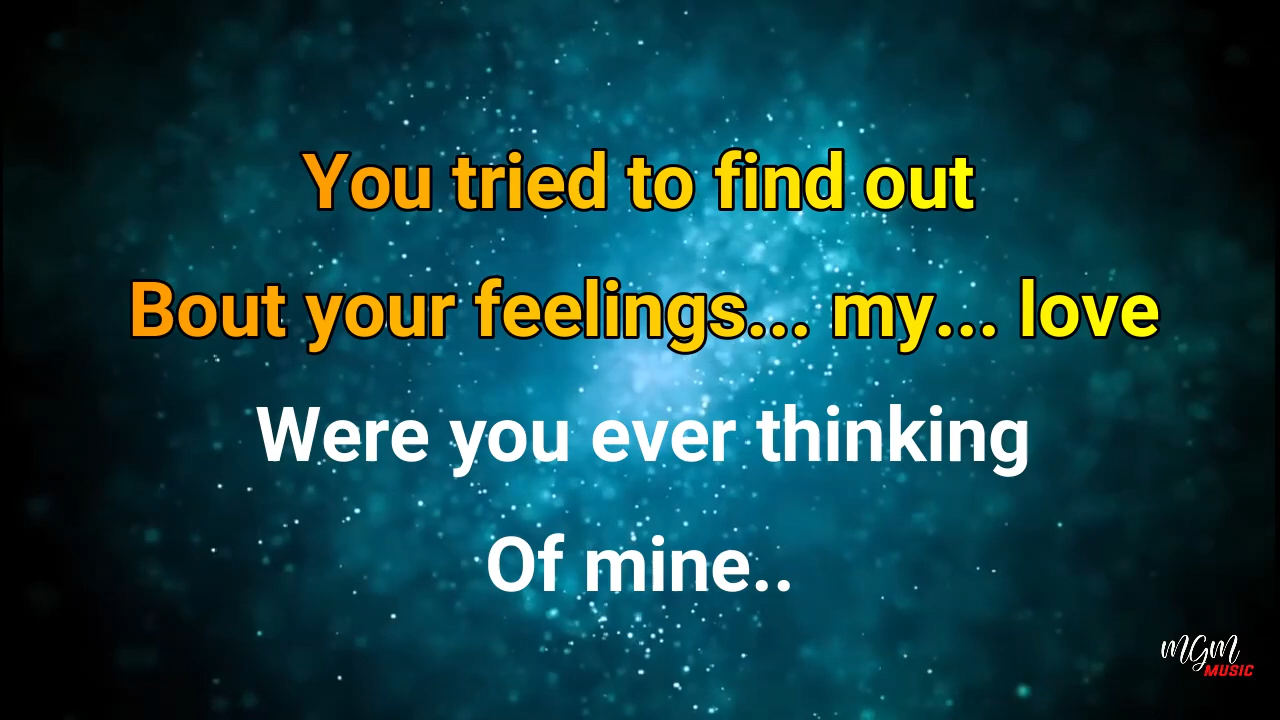 You tried to find out
Bout your feelings... my... love
Were you ever thinking
Of mine..
mGm
MUSIC